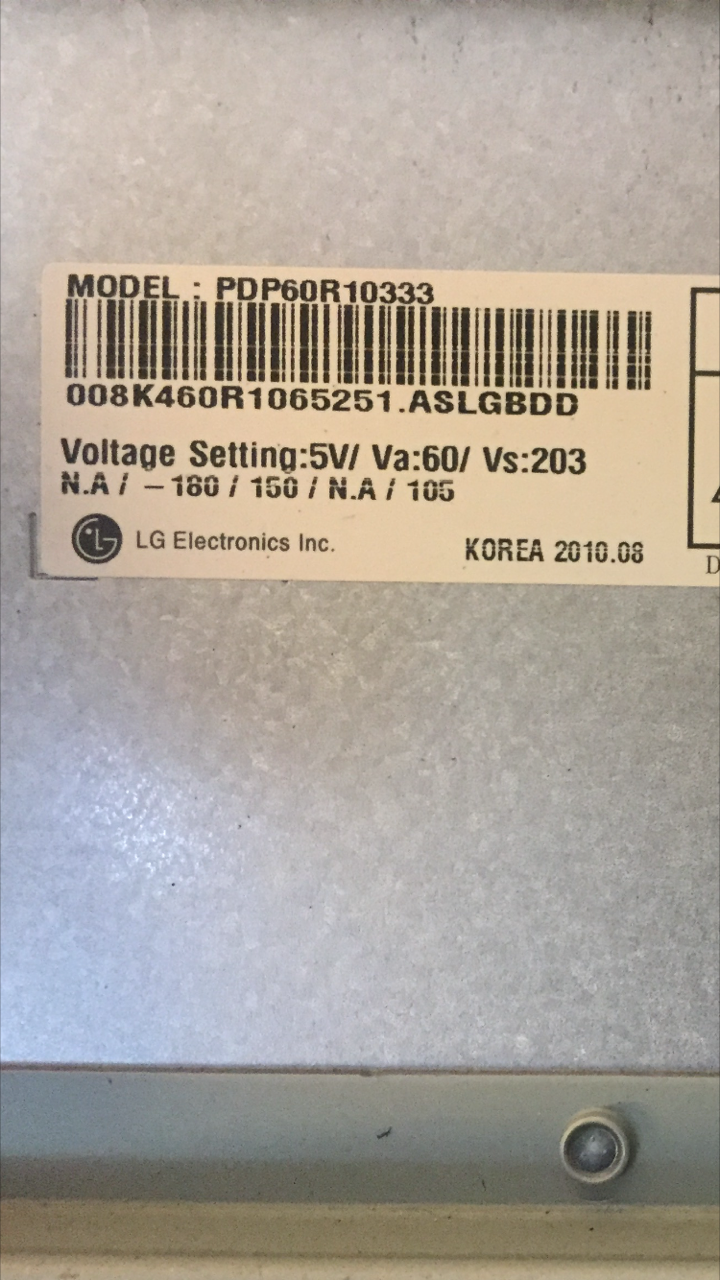 MODEL : PDP60R10333
008K460R1065251.ASLGBDD
Voltage Setting:5V/ Va:60/ Vs:203
N.A / – 180 / 150 / N.A / 105
LG Electronics Inc.
KOREA 2010.08
D